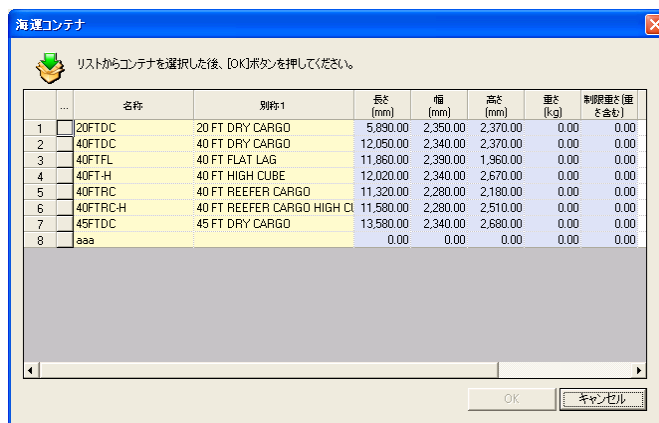 海運コンテナ
リストからコンテナを選択した後、[OK]ボタンを押してください。
... 名称 別称1 長さ(mm) 幅(mm) 高さ(mm) 重さ(kg) 制限重さ(重さ含む)
1 20FTDC 20 FT DRY CARGO 5,890.00 2,350.00 2,370.00 0.00 0.00
2 40FTDC 40 FT DRY CARGO 12,050.00 2,340.00 2,370.00 0.00 0.00
3 40FTFL 40 FT FLAT LAG 11,860.00 2,390.00 1,960.00 0.00 0.00
4 40FT-H 40 FT HIGH CUBE 12,020.00 2,340.00 2,670.00 0.00 0.00
5 40FTRC 40 FT REEFER CARGO 11,320.00 2,280.00 2,180.00 0.00 0.00
6 40FTRC-H 40 FT REEFER CARGO HIGH CU 11,580.00 2,280.00 2,510.00 0.00 0.00
7 45FTDC 45 FT DRY CARGO 13,580.00 2,340.00 2,680.00 0.00 0.00
8 aaa 0.00 0.00 0.00 0.00 0.00
OK キャンセル